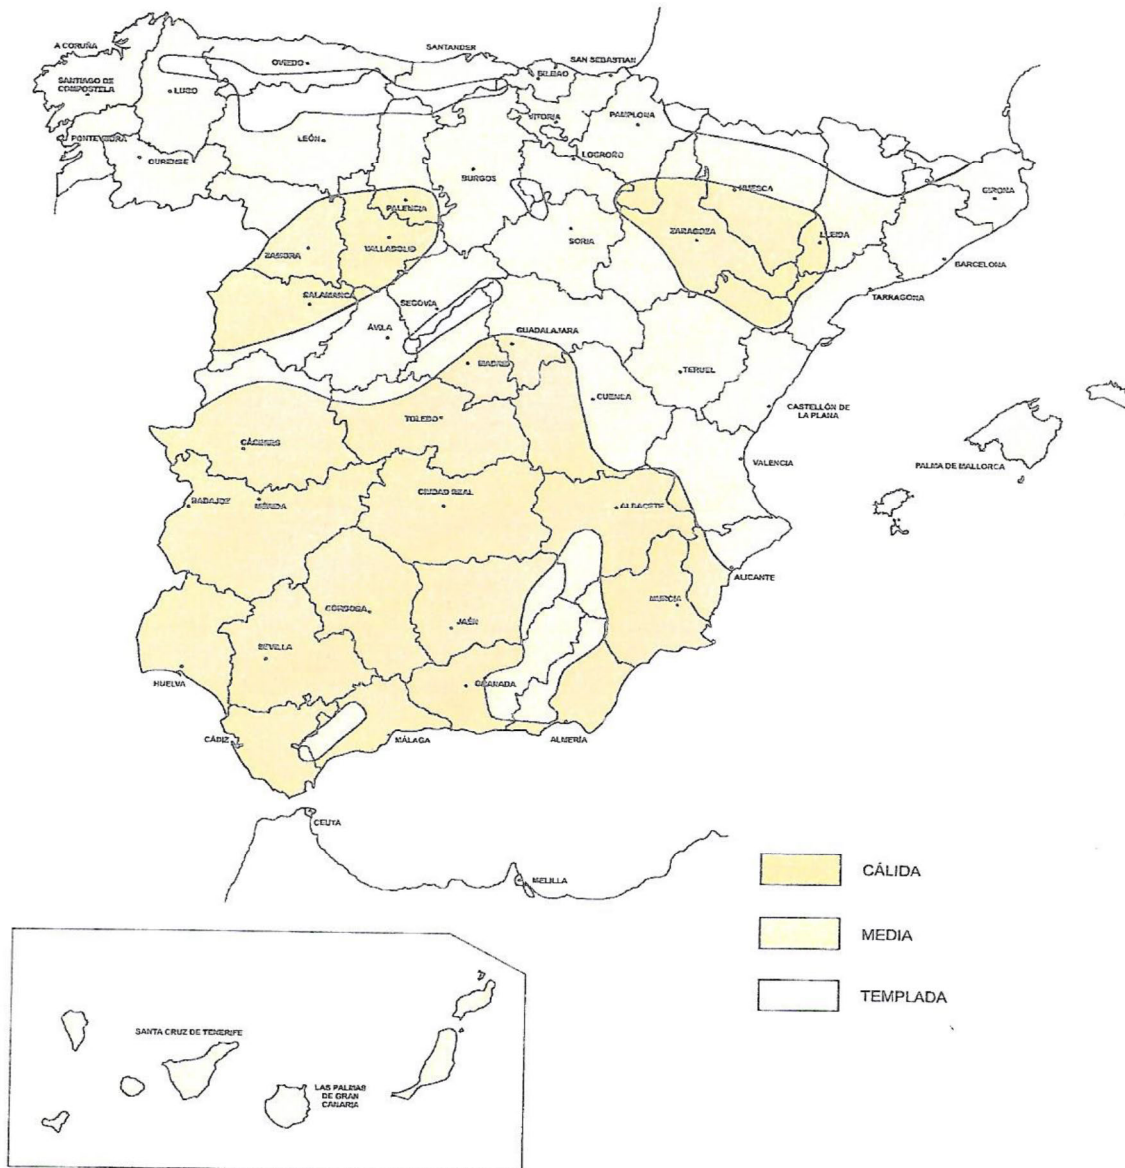 SANTANDER
A CORUÑA
SAN SEBASTIAN
OVIEDO
BILBAO
SANTIAGO DE
COMPOSTELA
LUGO
VITORIA
PAMPLONA
PONTEVEDRA
LEÓN
OURENSE
LOGROÑO
BURGOS
HUESCA
GIRONA
PALENCIA
SORIA
ZARAGOZA
LLEIDA
VALLADOLID
ZAMORA
BARCELONA
TARRAGONA
SALAMANCA
SEGOVIA
ÁVILA
GUADALAJARA
MADRID
TERUEL
CUENCA
CASTELLÓN DE
LA PLANA
TOLEDO
CÁCERES
VALENCIA
PALMA DE MALLORCA
CIUDAD REAL
BADAJOZ
MÉRIDA
ALBACETE
ALICANTE
CÓRDOBA
MURCIA
JAÉN
SEVILLA
HUELVA
GRANADA
CÁDIZ
MÁLAGA
ALMERÍA
CEUTA
MELILLA
CÁLIDA
MEDIA
TEMPLADA
SANTA CRUZ DE TENERIFE
LAS PALMAS
DE GRAN
CANARIA